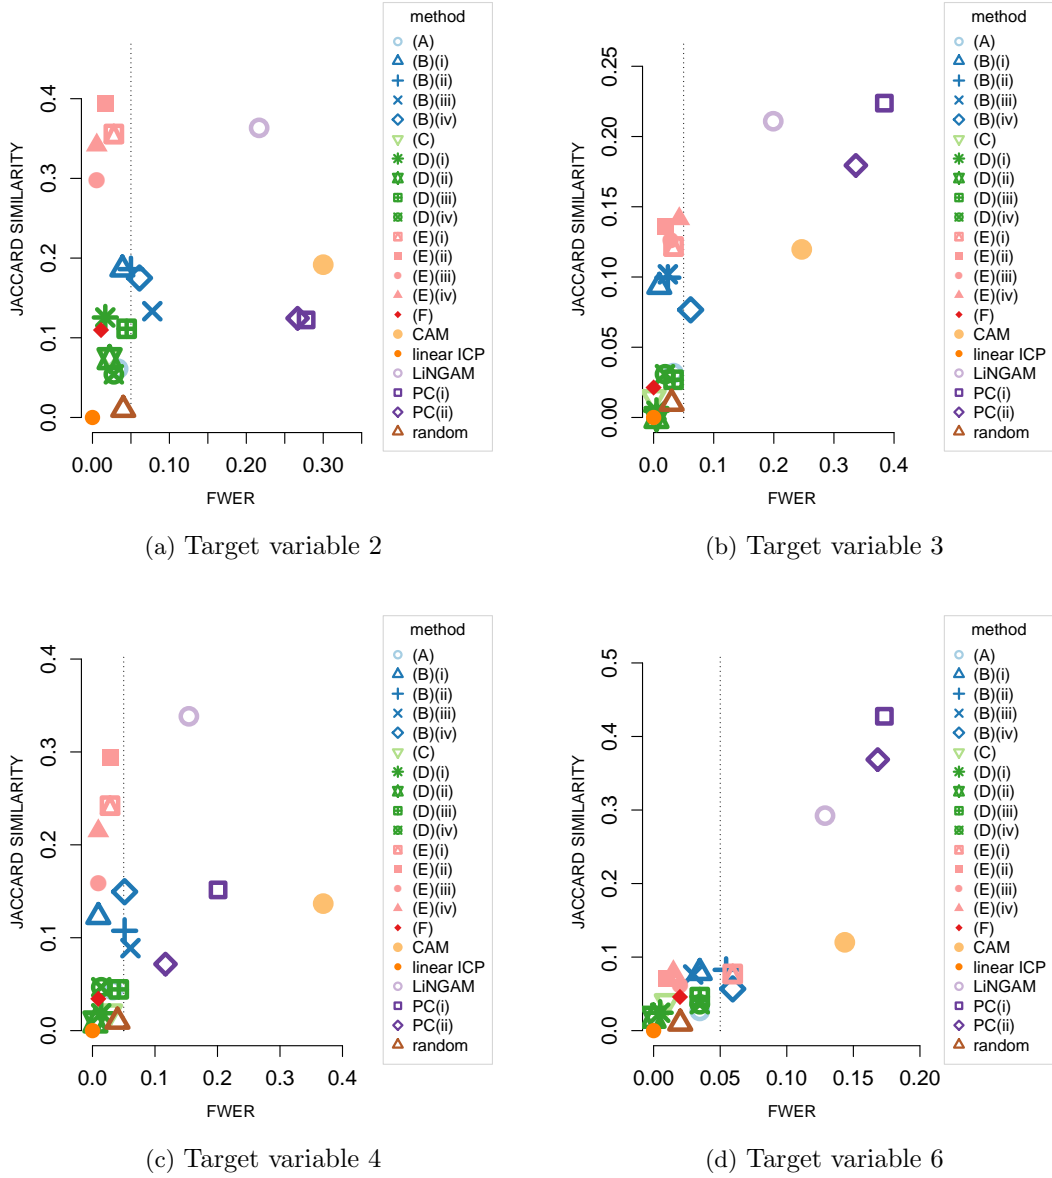 method
(A)
(B)(i)
(B)(ii)
(B)(iii)
(B)(iv)
(C)
(D)(i)
(D)(ii)
(D)(iii)
(D)(iv)
(E)(i)
(E)(ii)
(E)(iii)
(E)(iv)
(F)
CAM
linear ICP
LiNGAM
PC(i)
PC(ii)
random
JACCARD SIMILARITY
0.4
0.3
0.2
0.1
0.0
0.00 0.10 0.20 0.30
FWER
(a) Target variable 2
method
(A)
(B)(i)
(B)(ii)
(B)(iii)
(B)(iv)
(C)
(D)(i)
(D)(ii)
(D)(iii)
(D)(iv)
(E)(i)
(E)(ii)
(E)(iii)
(E)(iv)
(F)
CAM
linear ICP
LiNGAM
PC(i)
PC(ii)
random
JACCARD SIMILARITY
0.25
0.20
0.15
0.10
0.05
0.00
0.0 0.1 0.2 0.3 0.4
FWER
(b) Target variable 3
method
(A)
(B)(i)
(B)(ii)
(B)(iii)
(B)(iv)
(C)
(D)(i)
(D)(ii)
(D)(iii)
(D)(iv)
(E)(i)
(E)(ii)
(E)(iii)
(E)(iv)
(F)
CAM
linear ICP
LiNGAM
PC(i)
PC(ii)
random
JACCARD SIMILARITY
0.4
0.3
0.2
0.1
0.0
0.0 0.1 0.2 0.3 0.4
FWER
(c) Target variable 4
method
(A)
(B)(i)
(B)(ii)
(B)(iii)
(B)(iv)
(C)
(D)(i)
(D)(ii)
(D)(iii)
(D)(iv)
(E)(i)
(E)(ii)
(E)(iii)
(E)(iv)
(F)
CAM
linear ICP
LiNGAM
PC(i)
PC(ii)
random
JACCARD SIMILARITY
0.5
0.4
0.3
0.2
0.1
0.0
0.00 0.05 0.10 0.15 0.20
FWER
(d) Target variable 6